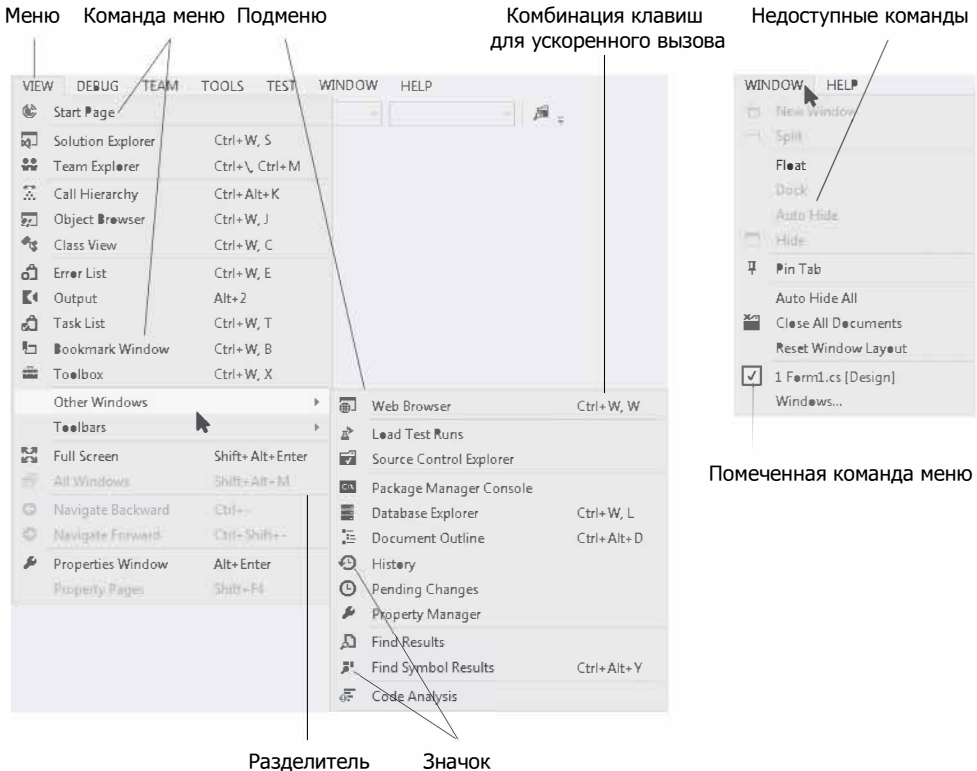 Меню Команда меню Подменю
Комбинация клавиш
для ускоренного вызова
Недоступные команды
VIEW DEBUG TEAM TOOLS TEST WINDOW HELP
Start Page
Solution Explorer Ctrl+W, S
Team Explorer Ctrl+\, Ctrl+M
Call Hierarchy Ctrl+Alt+K
Object Browser Ctrl+W, J
Class View Ctrl+W, C
Error List Ctrl+W, E
Output Alt+2
Task List Ctrl+W, T
Bookmark Window Ctrl+W, B
Toolbox Ctrl+W, X
Other Windows
Toolbars
Full Screen Shift+Alt+Enter
All Windows Shift+Alt+M
Navigate Backward Ctrl+-
Navigate Forward Ctrl+Shift+-
Properties Window Alt+Enter
Property Pages Shift+F4
Web Browser Ctrl+W, W
Load Test Runs
Source Control Explorer
Package Manager Console
Database Explorer Ctrl+W, L
Document Outline Ctrl+Alt+D
History
Pending Changes
Property Manager
Find Results
Find Symbol Results Ctrl+Alt+Y
Code Analysis
WINDOW HELP
New Window
Split
Float
Dock
Auto Hide
Hide
Pin Tab
Auto Hide All
Close All Documents
Reset Window Layout
1 Form1.cs [Design]
Windows...
Помеченная команда меню
Разделитель Значок